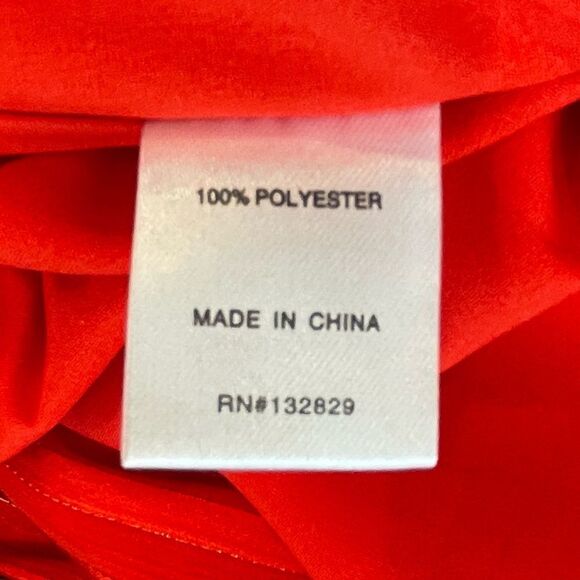 100% POLYESTER
MADE IN CHINA
RN#132829